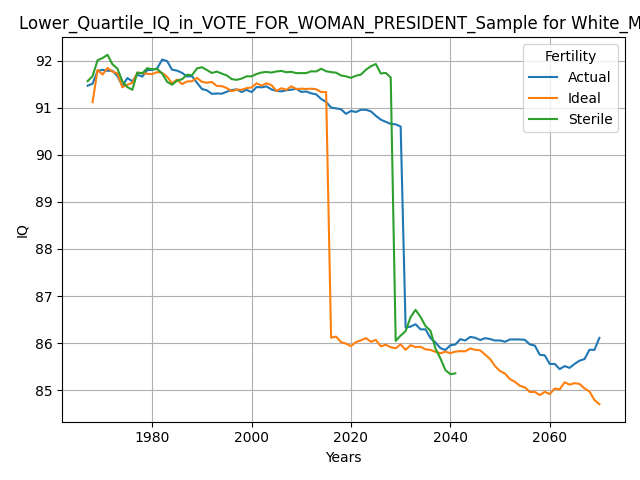 Lower_Quartile_IQ_in_VOTE_FOR_WOMAN_PRESIDENT_Sample for White_M
Fertility
Actual
Ideal
Sterile
92
91
90
89
88
87
86
85
IQ
1980
2000
2020
2040
2060
Years